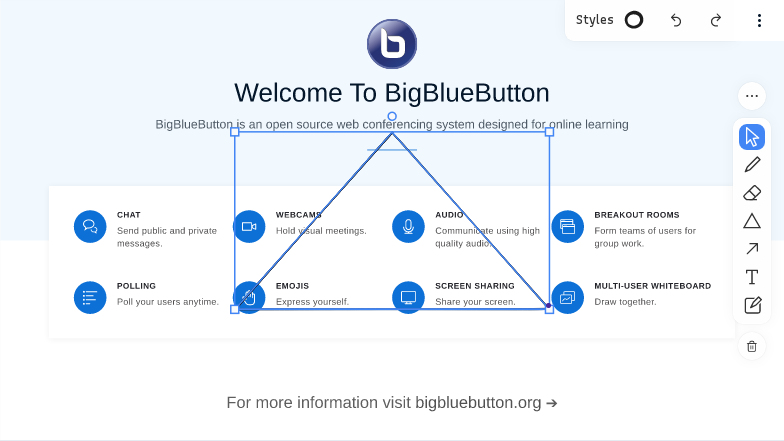 Styles
Welcome To BigBlueButton
BigBlueButton is an open source web conferencing system designed for online learning
CHAT
Send public and private
messages.
WEBCAMS
Hold visual meetings.
AUDIO
Communicate using high
quality audio.
BREAKOUT ROOMS
Form teams of users for
group work.
POLLING
Poll your users anytime.
EMOJIS
Express yourself.
SCREEN SHARING
Share your screen.
MULTI-USER WHITEBOARD
Draw together.
For more information visit bigbluebutton.org →